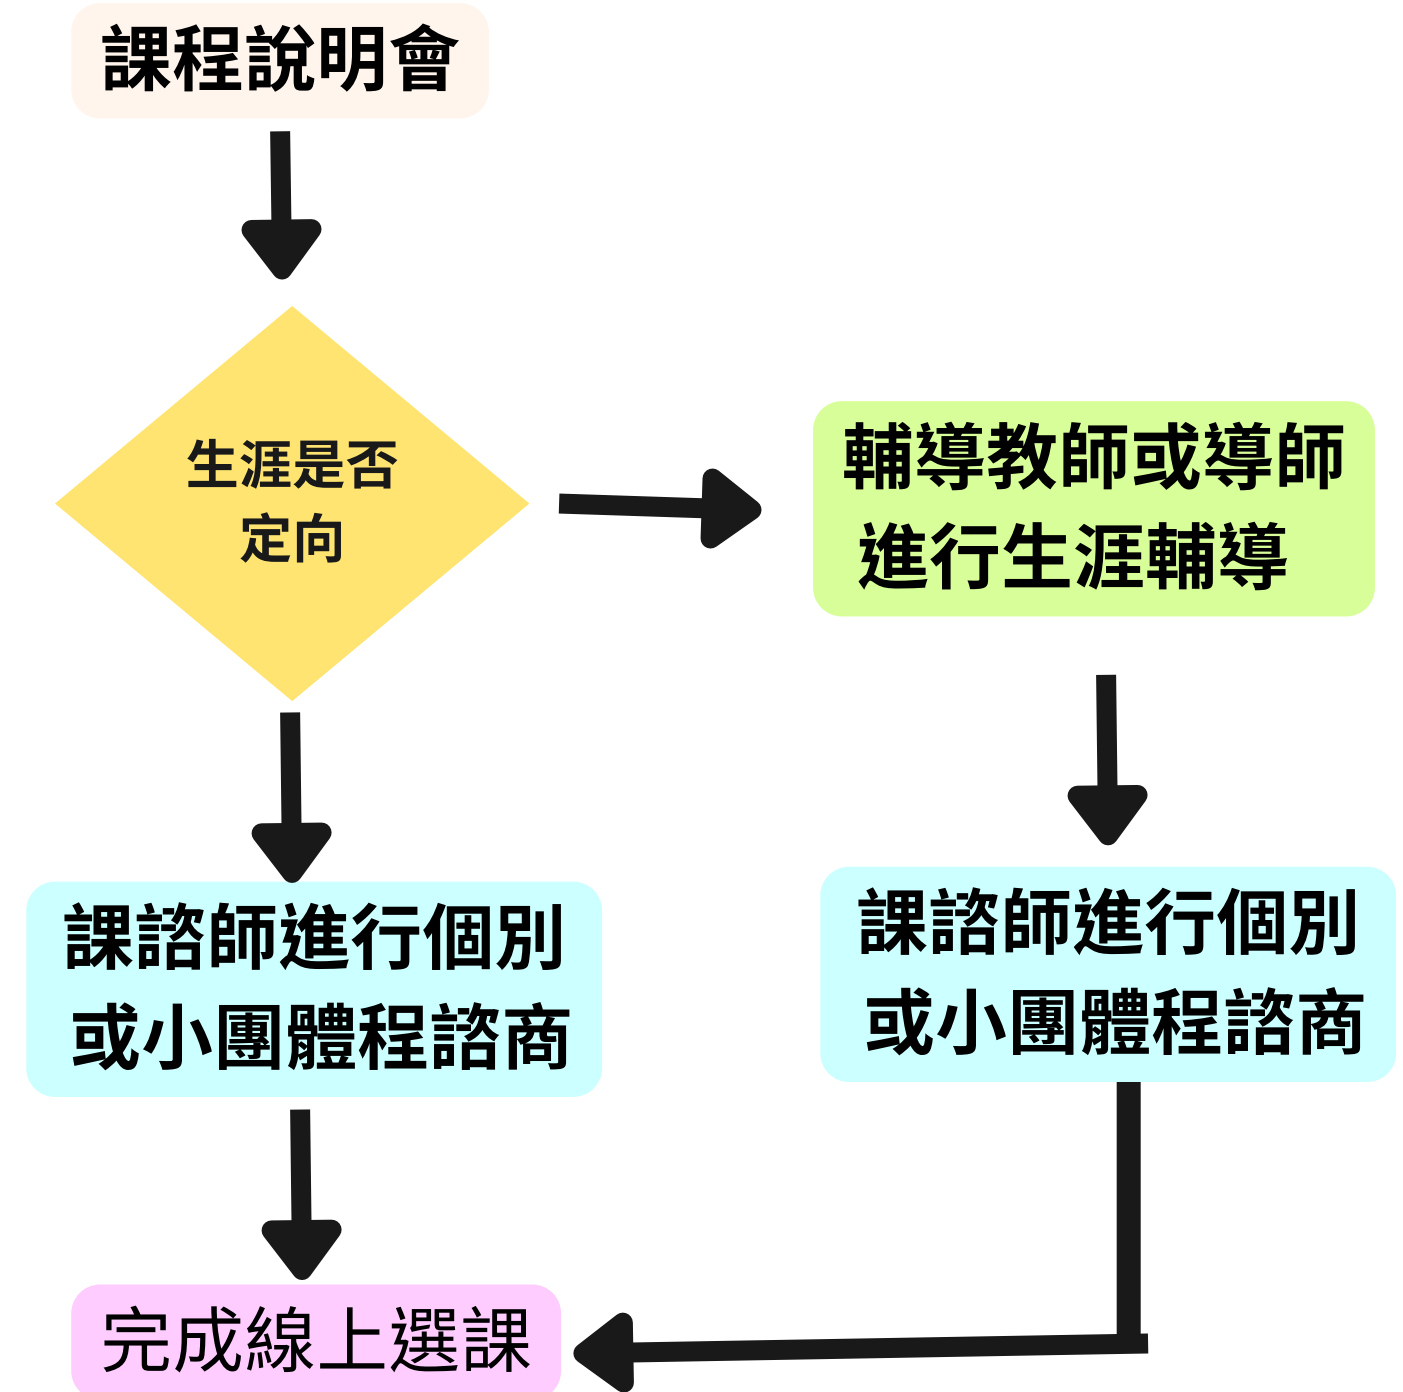 課程說明會
生涯是否
定向
輔導教師或導師
進行生涯輔導
課諮師進行個別
或小團體程諮商
課諮師進行個別
或小團體程諮商
完成線上選課